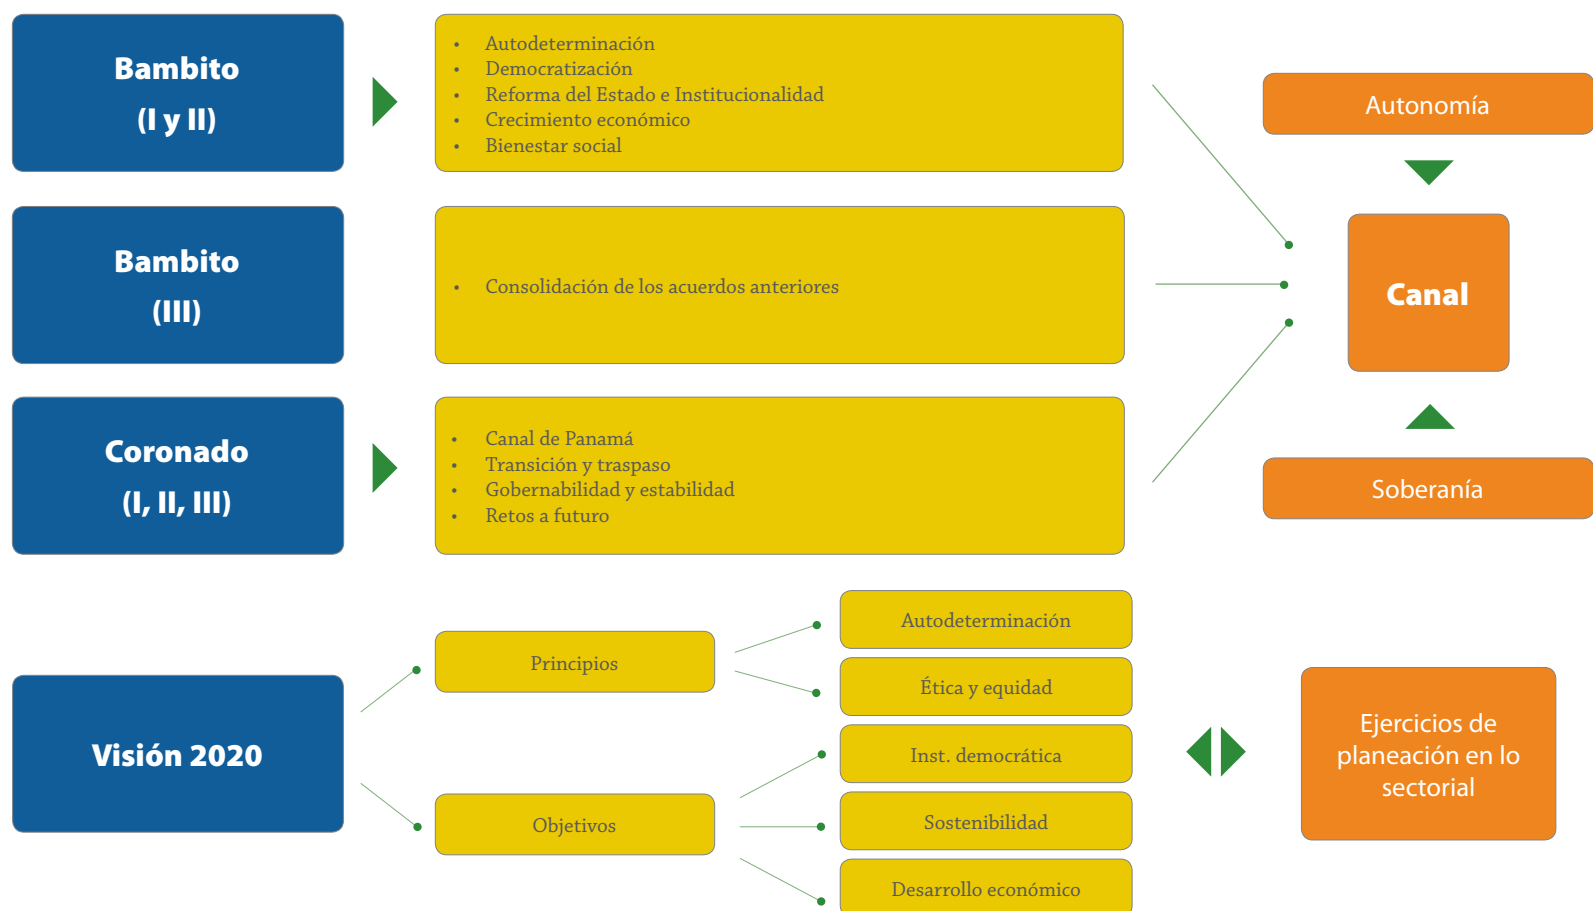 Bambito
(I y II)
• Autodeterminación
• Democratización
• Reforma del Estado e Institucionalidad
• Crecimiento económico
• Bienestar social
Autonomía
Bambito
(III)
• Consolidación de los acuerdos anteriores
Canal
Coronado
(I, II, III)
• Canal de Panamá
• Transición y traspaso
• Gobernabilidad y estabilidad
• Retos a futuro
Soberanía
Visión 2020
Principios
Autodeterminación
Ética y equidad
Objetivos
Inst. democrática
Sostenibilidad
Desarrollo económico
Ejercicios de
planeación en lo
sectorial